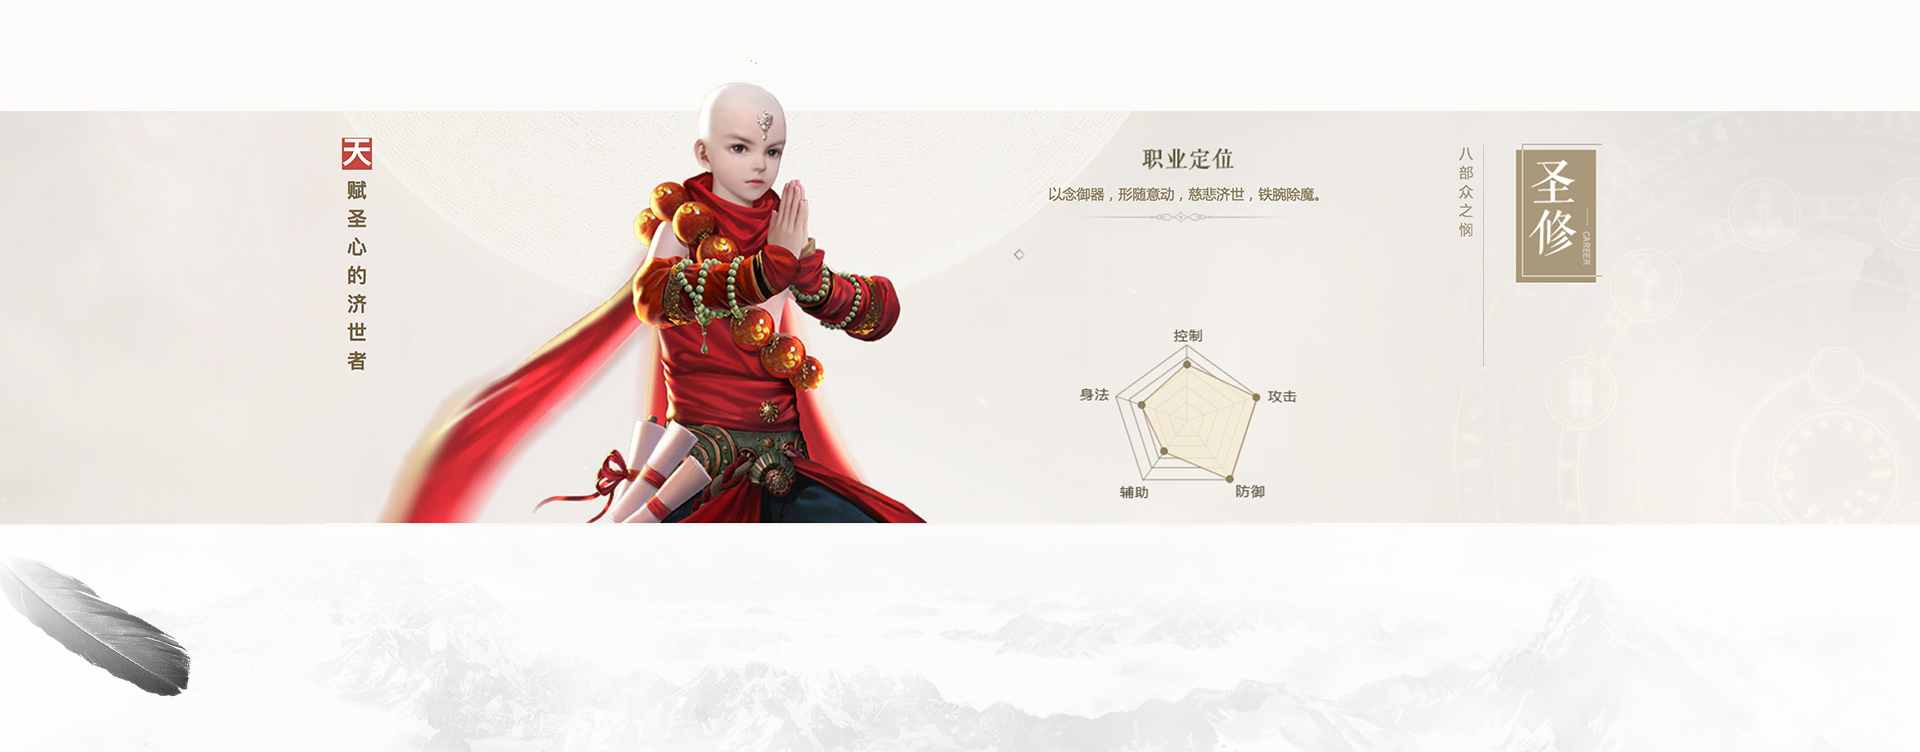 天赋圣心的济世者
职业定位
以念御器，形随意动，慈悲济世，铁腕除魔。
控制
身法
攻击
辅助
防御
八部众之悯
圣修
CAREER